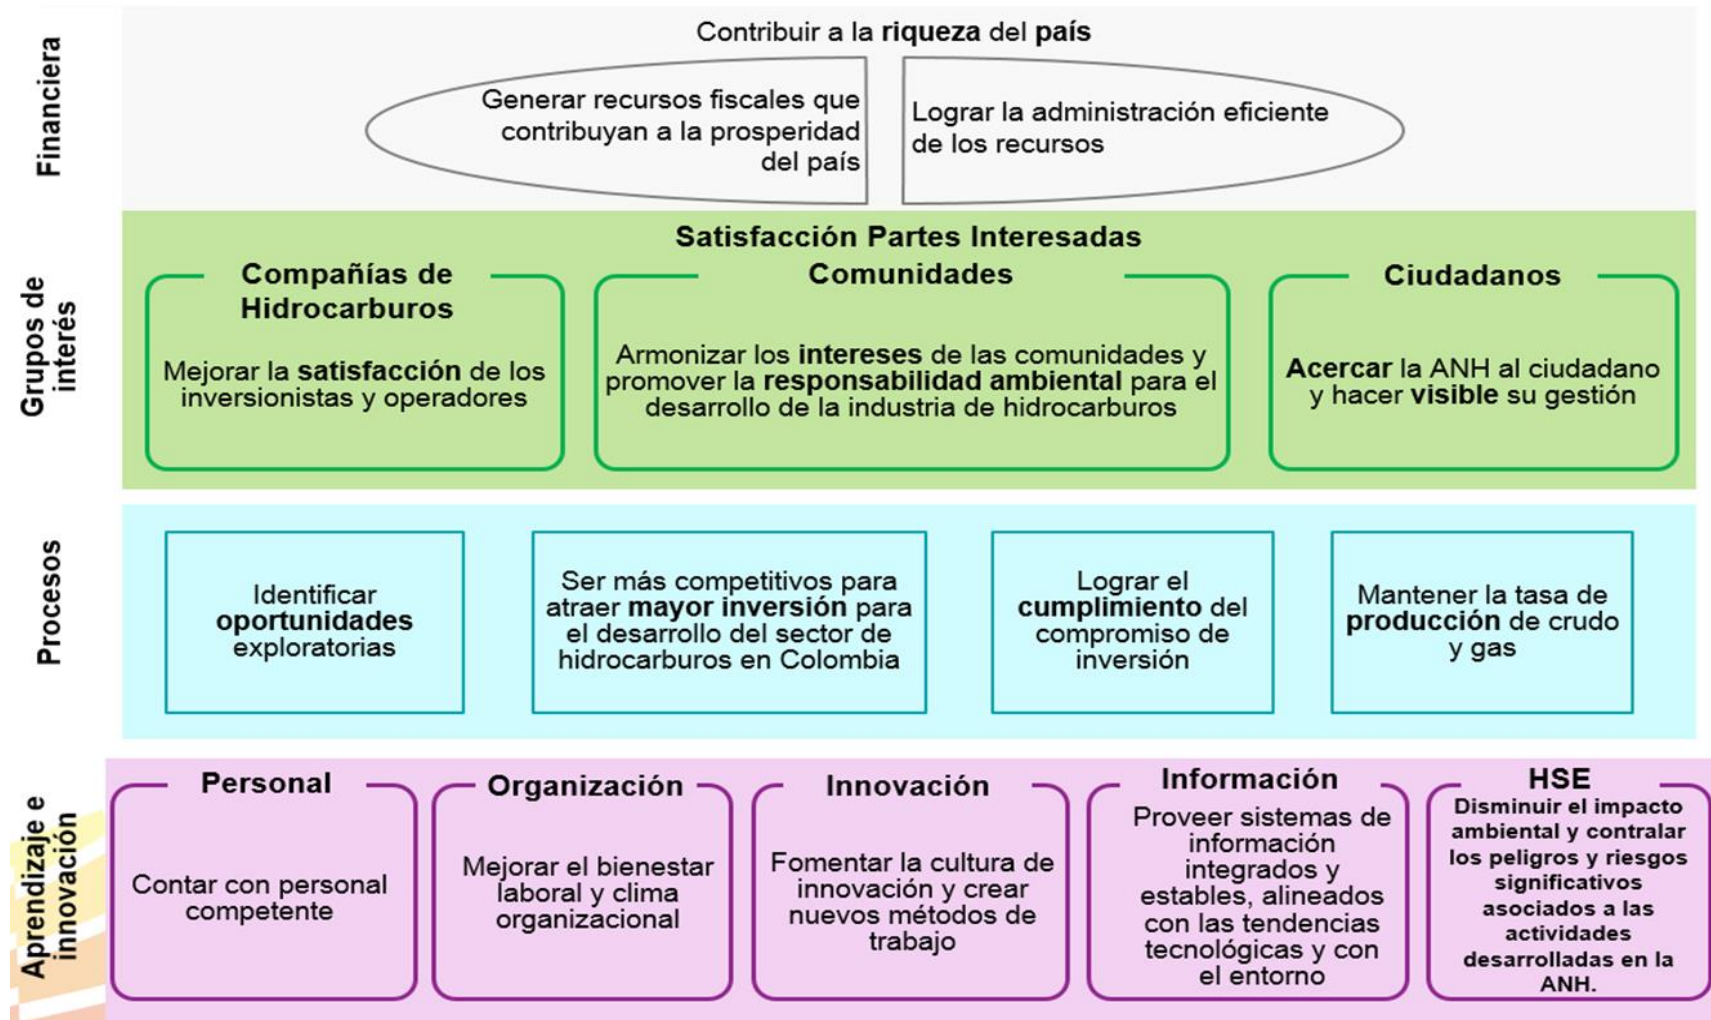 Financiera
Contribuir a la riqueza del país
Generar recursos fiscales que
contribuyan a la prosperidad
del país
Lograr la administración eficiente
de los recursos
Grupos de
interés
Satisfacción Partes Interesadas
Compañías de
Hidrocarburos
Mejorar la satisfacción de los
inversionistas y operadores
Comunidades
Armonizar los intereses de las comunidades y
promover la responsabilidad ambiental para el
desarrollo de la industria de hidrocarburos
Ciudadanos
Acercar la ANH al ciudadano
y hacer visible su gestión
Procesos
Identificar
oportunidades
exploratorias
Ser más competitivos para
atraer mayor inversión para
el desarrollo del sector de
hidrocarburos en Colombia
Lograr el
cumplimiento del
compromiso de
inversión
Mantener la tasa de
producción de crudo
y gas
Aprendizaje e
innovación
Personal
Contar con personal
competente
Organización
Mejorar el bienestar
laboral y clima
organizacional
Innovación
Fomentar la cultura de
innovación y crear
nuevos métodos de
trabajo
Información
Proveer sistemas de
información
integrados y
estables, alineados
con las tendencias
tecnológicas y con
el entorno
HSE
Disminuir el impacto
ambiental y contralar
los peligros y riesgos
significativos
asociados a las
actividades
desarrolladas en la
ANH.